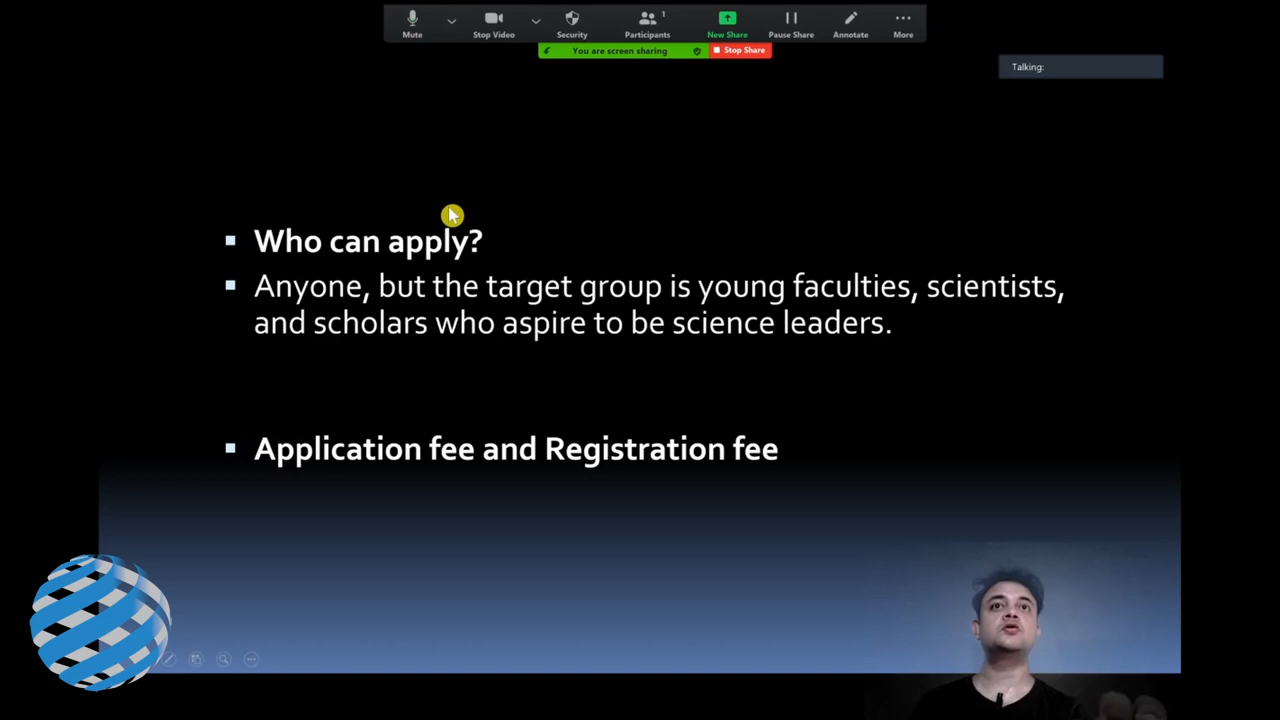 Mute
Stop Video
Security
Participants
1
New Share
Pause Share
Annotate
More
You are screen sharing
Stop Share
Talking:
Who can apply?
Anyone, but the target group is young faculties, scientists,
and scholars who aspire to be science leaders.
Application fee and Registration fee